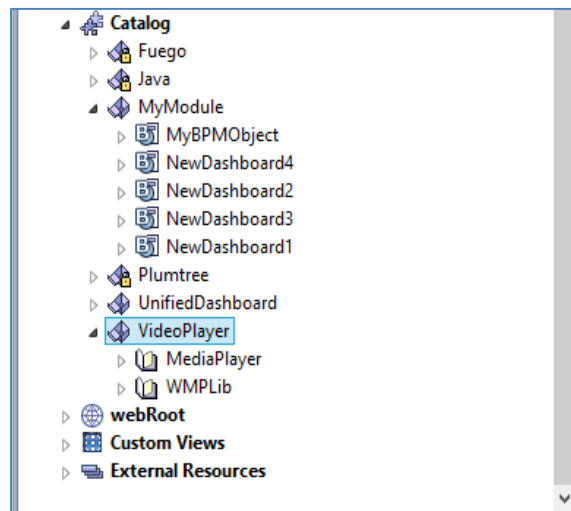 Catalog
Fuego
Java
MyModule
MyBPMObject
NewDashboard4
NewDashboard2
NewDashboard3
NewDashboard1
Plumtree
UnifiedDashboard
VideoPlayer
MediaPlayer
WMPLib
webRoot
Custom Views
External Resources